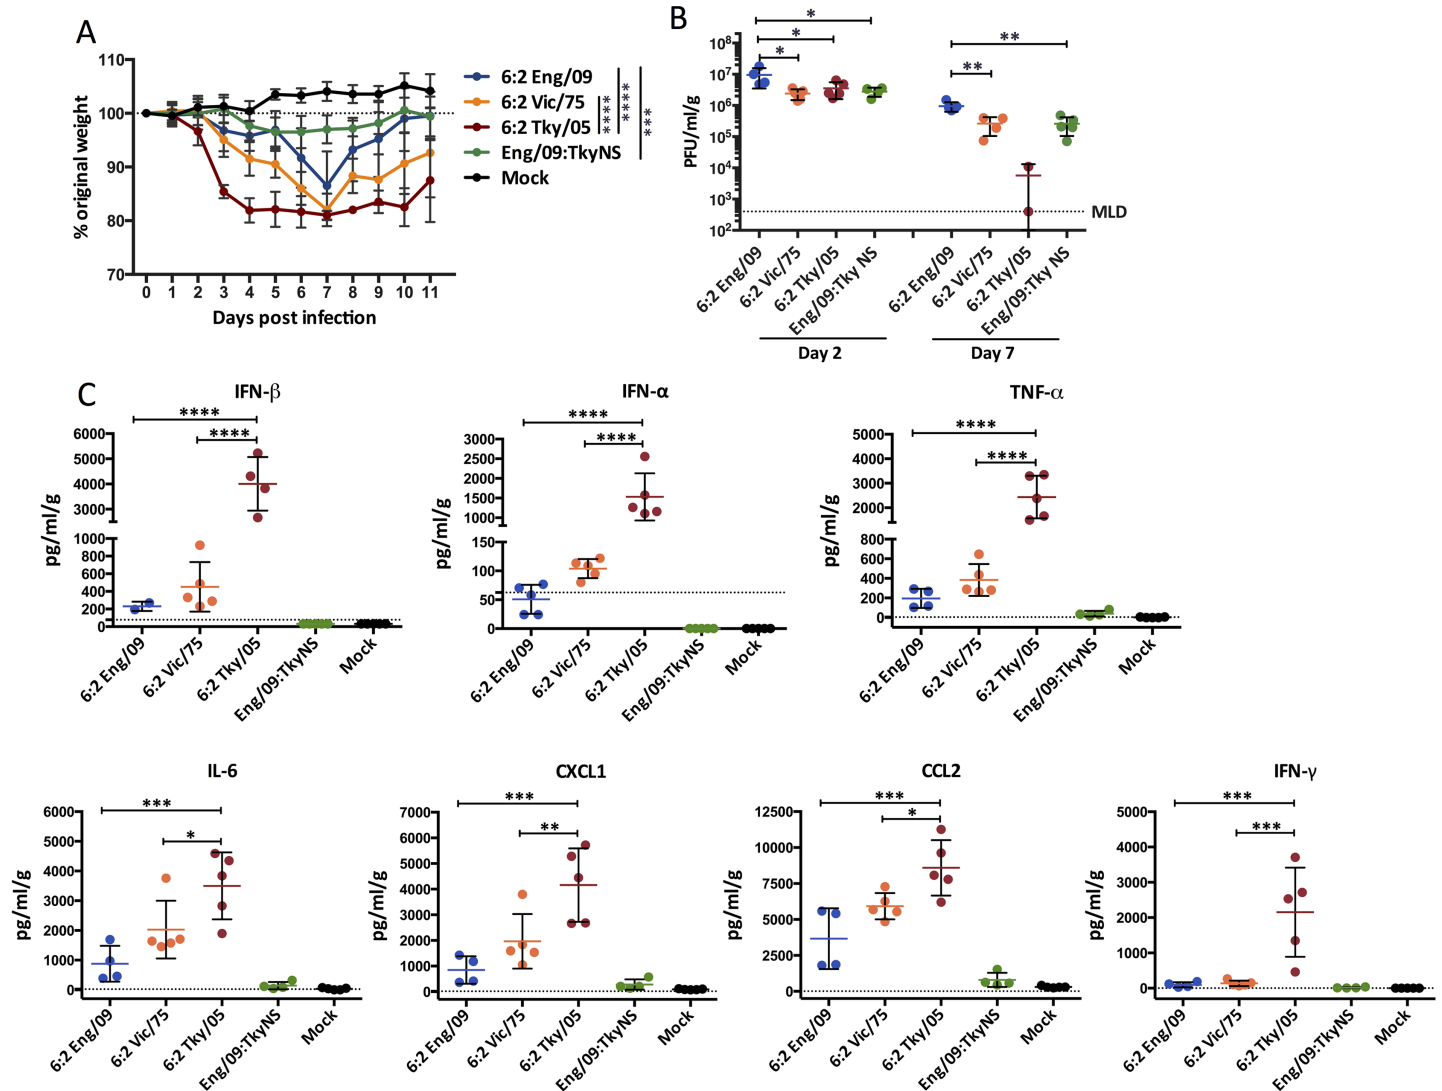 A
110
100
90
80
70
% original weight
0 1 2 3 4 5 6 7 8 9 10 11
Days post infection
6:2 Eng/09
6:2 Vic/75
6:2 Tky/05
Eng/09:TkyNS
Mock
****
****
***
B
*
*
*
**
**
10^8
10^7
10^6
10^5
10^4
10^3
10^2
PFU/ml/g
MLD
6:2 Eng/09
6:2 Vic/75
6:2 Tky/05
Eng/09:Tky NS
6:2 Eng/09
6:2 Vic/75
6:2 Tky/05
Eng/09:Tky NS
Day 2
Day 7
C
IFN-β
****
****
6000
5000
4000
3000
1000
800
600
400
200
0
pg/ml/g
6:2 Eng/09
6:2 Vic/75
6:2 Tky/05
Eng/09:TkyNS
Mock
IFN-α
****
****
3000
2500
2000
1500
1000
150
100
50
0
pg/ml/g
6:2 Eng/09
6:2 Vic/75
6:2 Tky/05
Eng/09:TkyNS
Mock
TNF-α
****
****
5000
4000
3000
2000
800
600
400
200
0
pg/ml/g
6:2 Eng/09
6:2 Vic/75
6:2 Tky/05
Eng/09:TkyNS
Mock
IL-6
***
*
6000
5000
4000
3000
2000
1000
0
pg/ml/g
6:2 Eng/09
6:2 Vic/75
6:2 Tky/05
Eng/09:TkyNS
Mock
CXCL1
***
**
7000
6000
5000
4000
3000
2000
1000
0
pg/ml/g
6:2 Eng/09
6:2 Vic/75
6:2 Tky/05
Eng/09:TkyNS
Mock
CCL2
***
*
12500
10000
7500
5000
2500
0
pg/ml/g
6:2 Eng/09
6:2 Vic/75
6:2 Tky/05
Eng/09:TkyNS
Mock
IFN-γ
***
***
5000
4000
3000
2000
1000
0
pg/ml/g
6:2 Eng/09
6:2 Vic/75
6:2 Tky/05
Eng/09:TkyNS
Mock